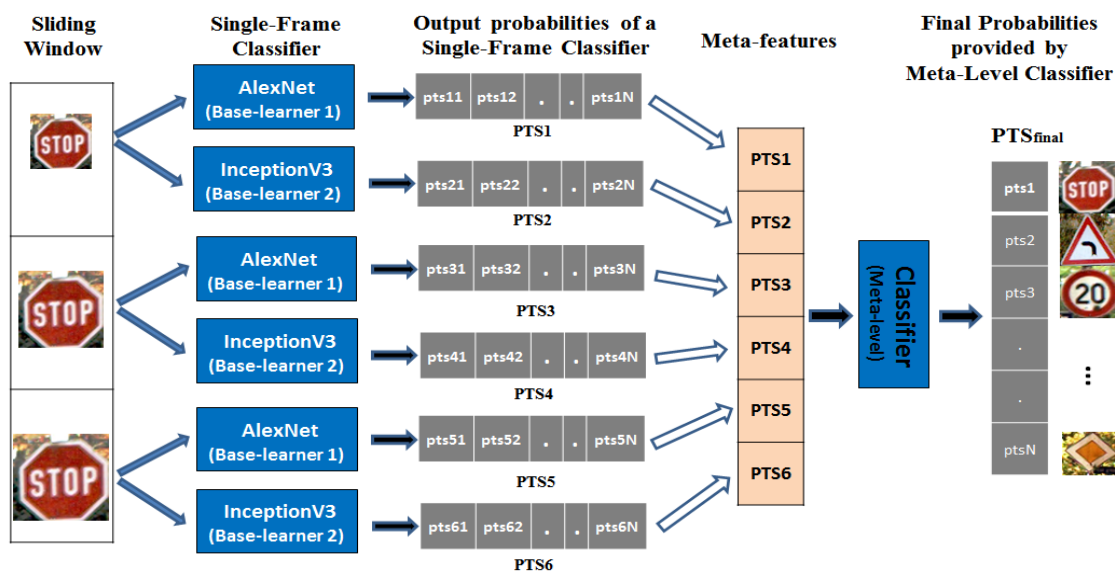 Sliding
Window
Single-Frame
Classifier
Output probabilities of a
Single-Frame Classifier
Meta-features
Final Probabilities
provided by
Meta-Level Classifier
STOP
AlexNet
(Base-learner 1)
pts11 pts12 . . pts1N
PTS1
InceptionV3
(Base-learner 2)
pts21 pts22 . . pts2N
PTS2
STOP
AlexNet
(Base-learner 1)
pts31 pts32 . . pts3N
PTS3
InceptionV3
(Base-learner 2)
pts41 pts42 . . pts4N
PTS4
STOP
AlexNet
(Base-learner 1)
pts51 pts52 . . pts5N
PTS5
InceptionV3
(Base-learner 2)
pts61 pts62 . . pts6N
PTS6
PTS1
PTS2
PTS3
PTS4
PTS5
PTS6
Classifier
(Meta-level)
PTSfinal
pts1
STOP
pts2
pts3
20
.
...
.
ptsN